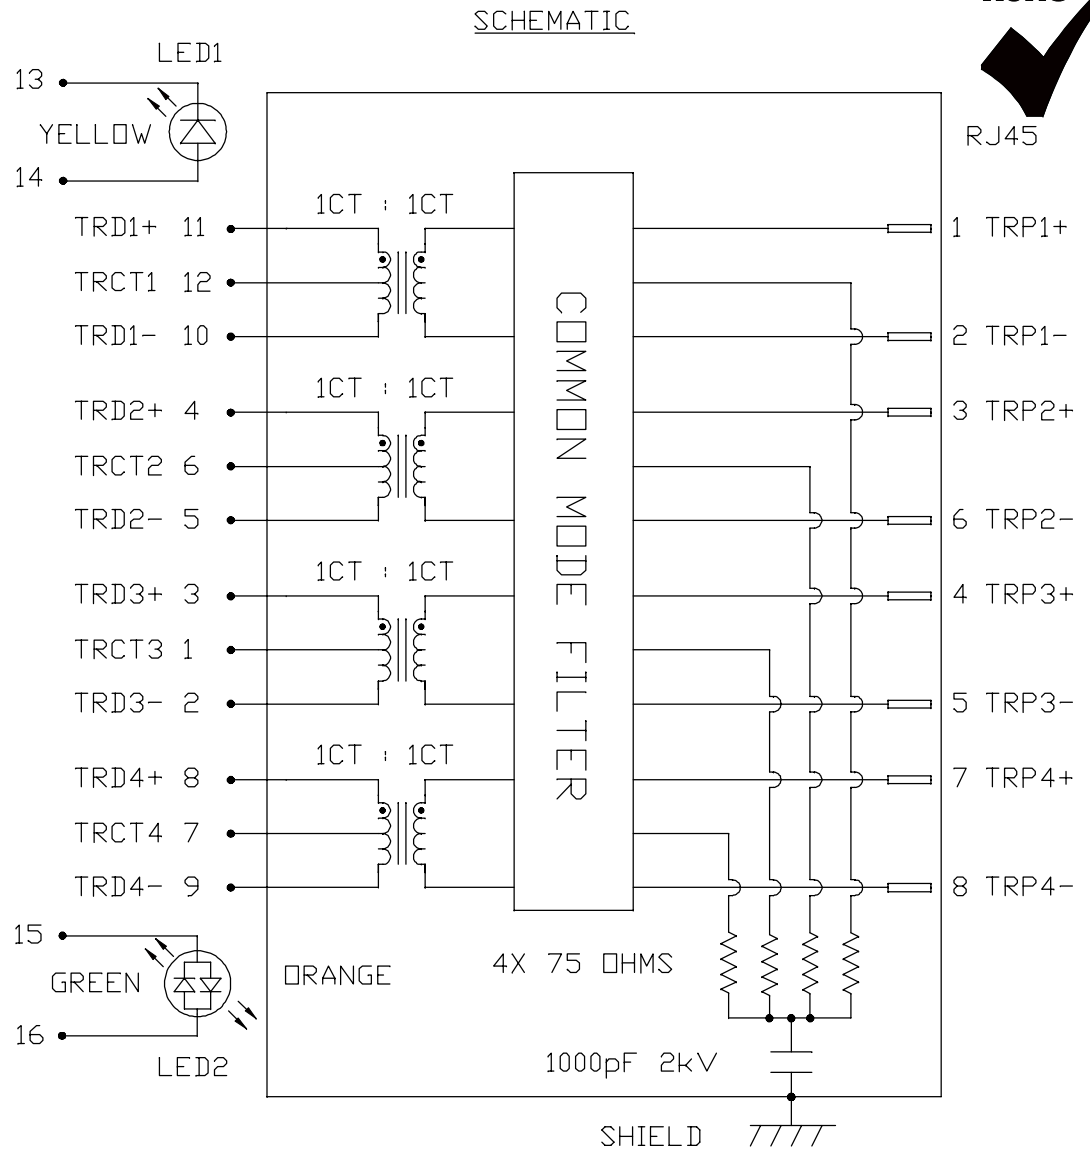 SCHEMATIC
LED1
13
YELLOW
14
RJ45
1CT : 1CT
TRD1+ 11
1 TRP1+
TRCT1 12
TRD1- 10
2 TRP1-
1CT : 1CT
TRD2+ 4
3 TRP2+
TRCT2 6
TRD2- 5
6 TRP2-
1CT : 1CT
TRD3+ 3
4 TRP3+
TRCT3 1
TRD3- 2
5 TRP3-
1CT : 1CT
TRD4+ 8
7 TRP4+
TRCT4 7
TRD4- 9
8 TRP4-
COMMON MODE FILTER
15
GREEN
ORANGE
16
LED2
4X 75 OHMS
1000pF 2kV
SHIELD